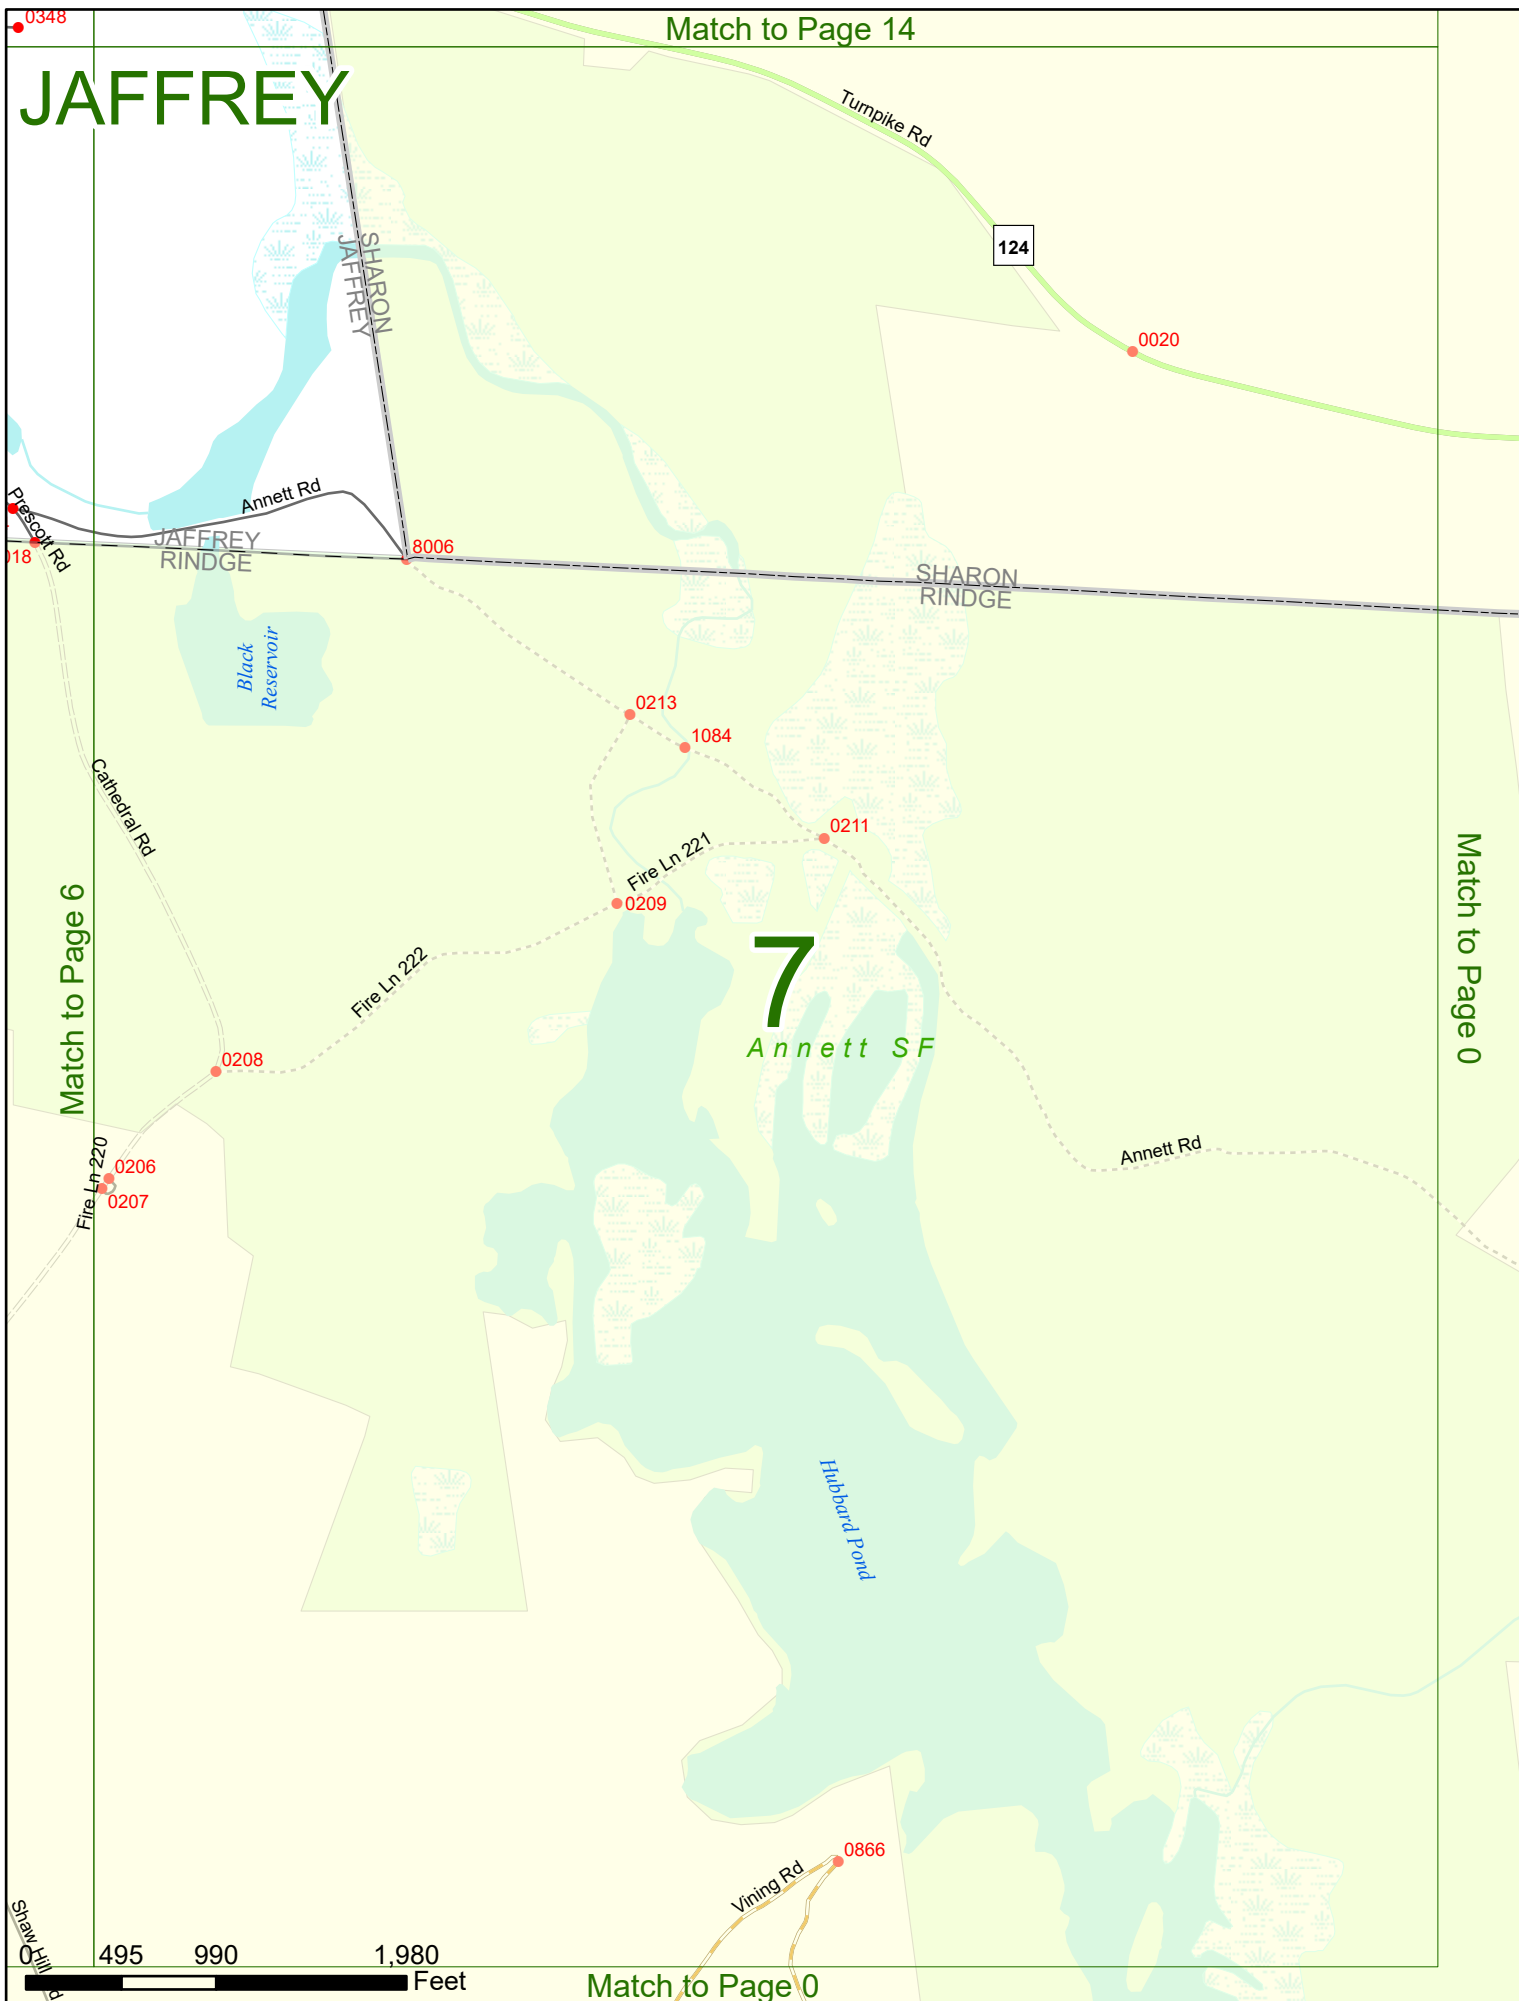 0348
Match to Page 14
JAFFREY
Turnpike Rd
124
SHARON
JAFFREY
0020
Annett Rd
Prescott Rd
018
JAFFREY
RINDGE
8006
SHARON
RINDGE
Black
Reservoir
0213
1084
Cathedral Rd
0211
Fire Ln 221
0209
Match to Page 6
Match to Page 0
Fire Ln 222
7
Annett SF
0208
Fire Ln 220
0206
0207
Annett Rd
Hubbard Pond
0866
Vining Rd
Shaw Hill Rd
0 495 990 1,980
Feet
Match to Page 0